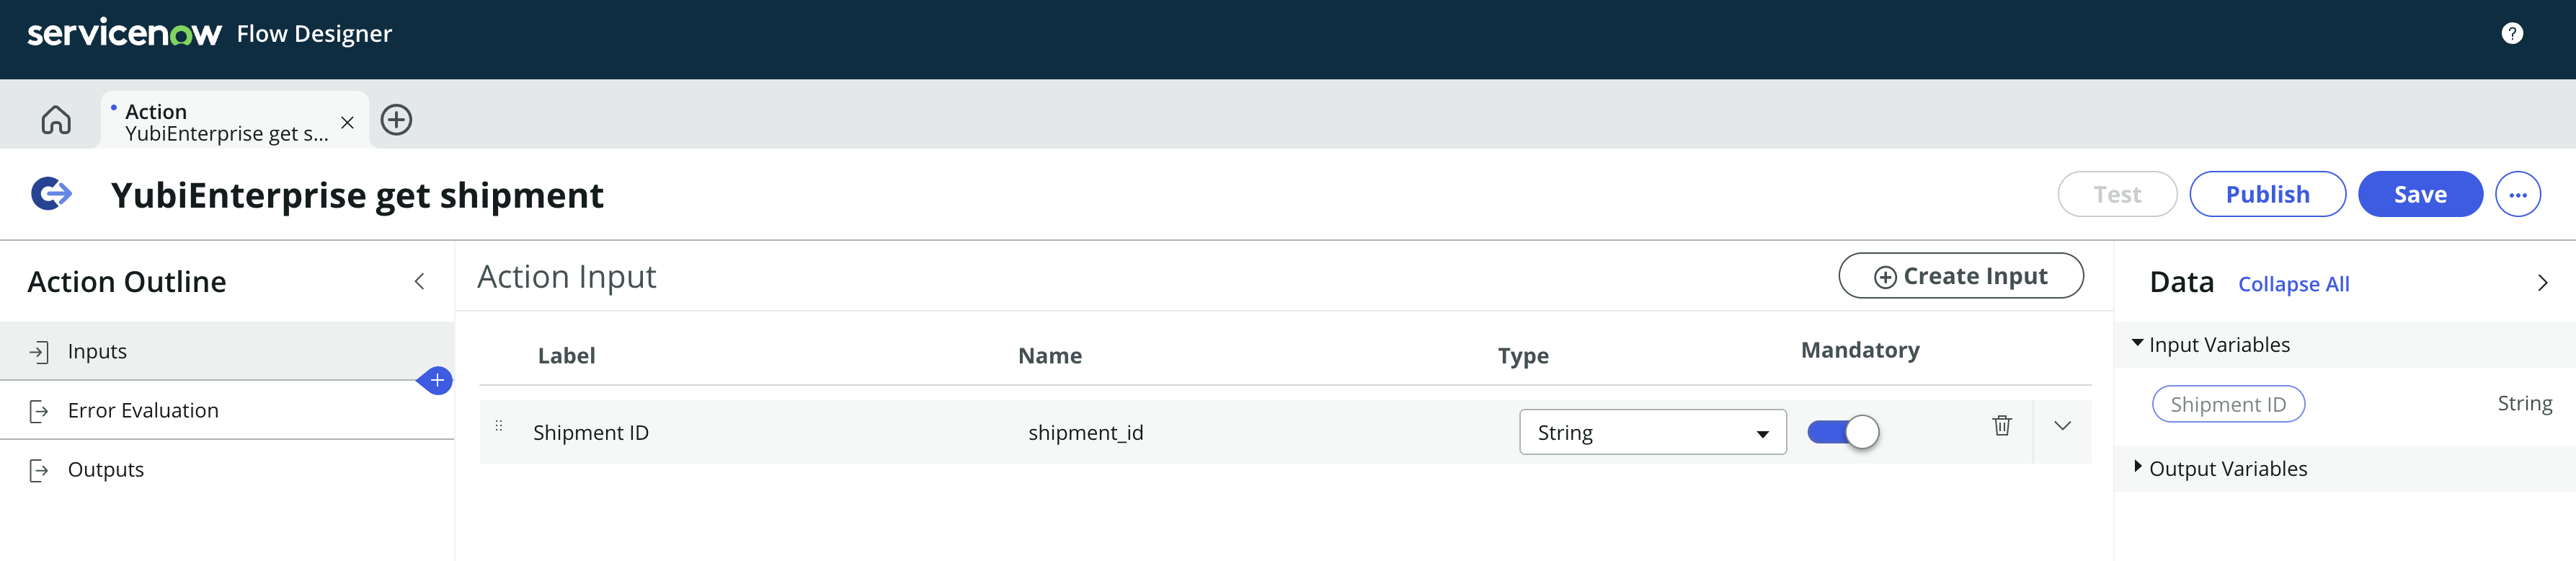 servicenow Flow Designer
?
Action
YubiEnterprise get s...
YubiEnterprise get shipment
Test
Publish
Save
...
Action Outline
Inputs
Error Evaluation
Outputs
Action Input
Create Input
Label Name Type Mandatory
Shipment ID shipment_id String
Data Collapse All
Input Variables
Shipment ID String
Output Variables